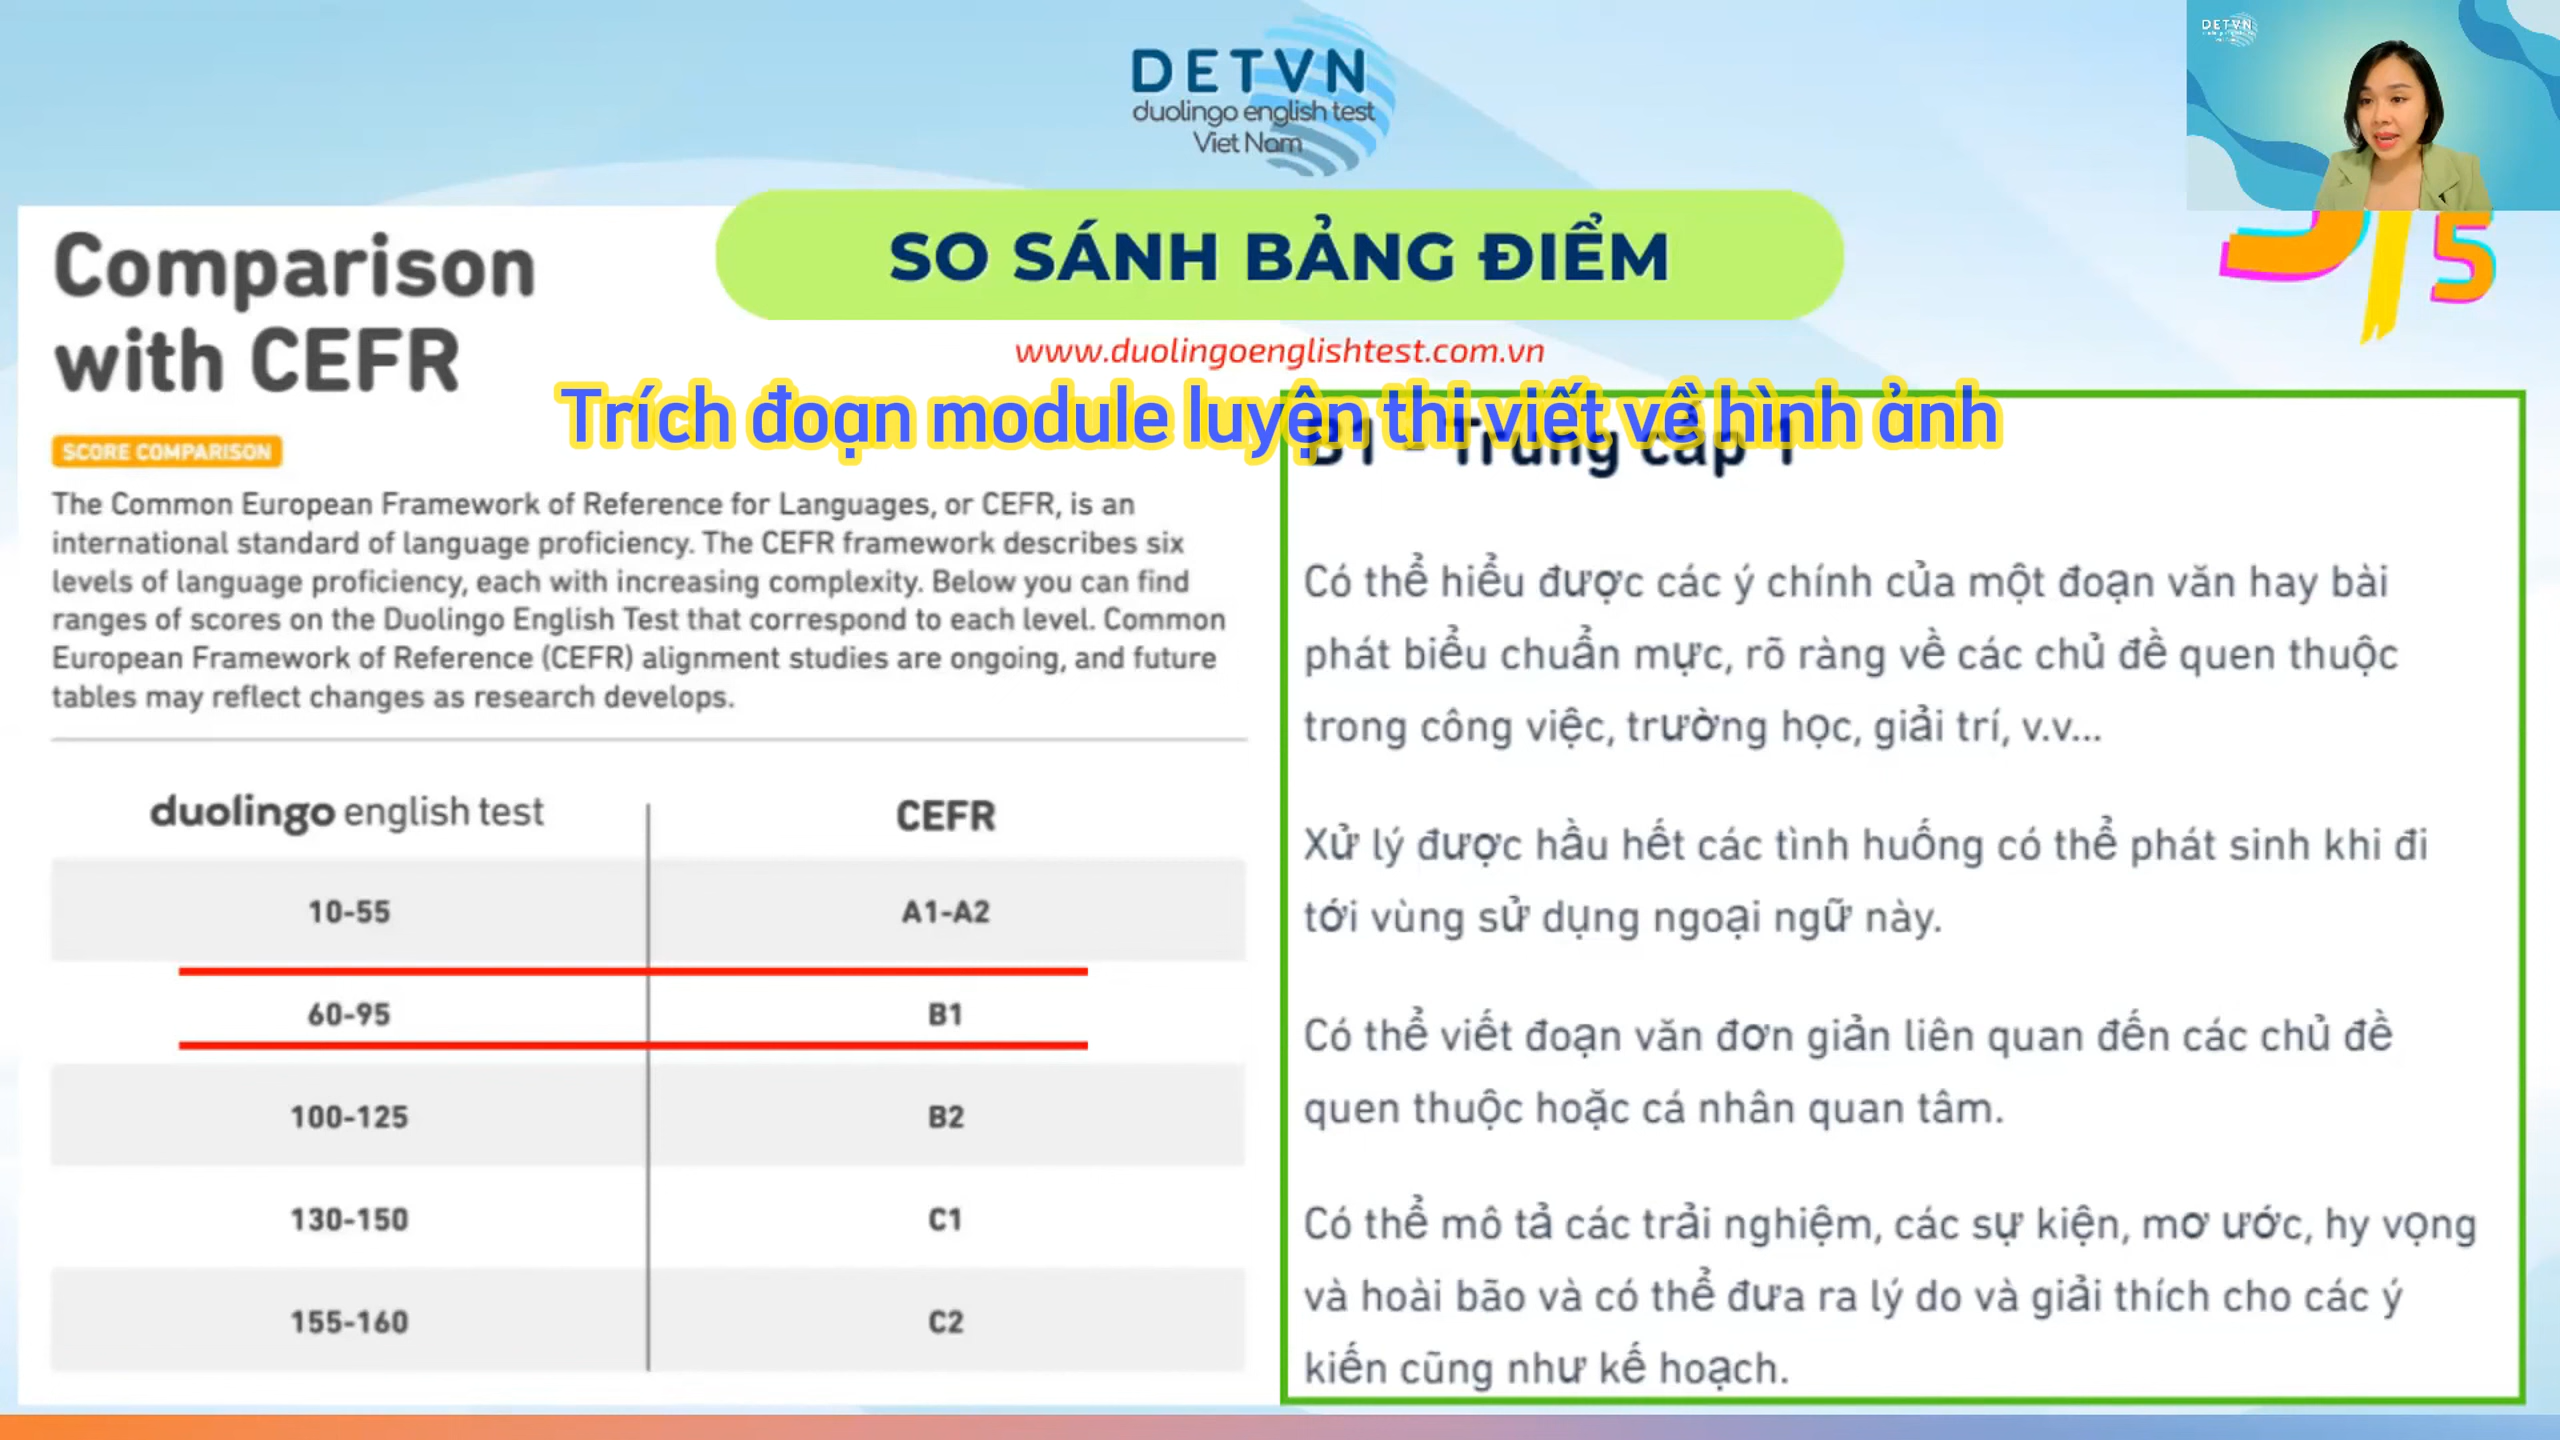 DETVN
duolingo english test
Viet Nam
DETVN
SO SÁNH BẢNG ĐIỂM
www.duolingoenglishtest.com.vn
Trích đoạn module luyện thi viết về hình ảnh
Comparison
with CEFR
SCORE COMPARISON
The Common European Framework of Reference for Languages, or CEFR, is an
international standard of language proficiency. The CEFR framework describes six
levels of language proficiency, each with increasing complexity. Below you can find
ranges of scores on the Duolingo English Test that correspond to each level. Common
European Framework of Reference (CEFR) alignment studies are ongoing, and future
tables may reflect changes as research develops.
duolingo english test CEFR
10-55 A1-A2
60-95 B1
100-125 B2
130-150 C1
155-160 C2
B1 - Trung cấp 1
Có thể hiểu được các ý chính của một đoạn văn hay bài
phát biểu chuẩn mực, rõ ràng về các chủ đề quen thuộc
trong công việc, trường học, giải trí, v.v...
Xử lý được hầu hết các tình huống có thể phát sinh khi đi
tới vùng sử dụng ngoại ngữ này.
Có thể viết đoạn văn đơn giản liên quan đến các chủ đề
quen thuộc hoặc cá nhân quan tâm.
Có thể mô tả các trải nghiệm, các sự kiện, mơ ước, hy vọng
và hoài bão và có thể đưa ra lý do và giải thích cho các ý
kiến cũng như kế hoạch.